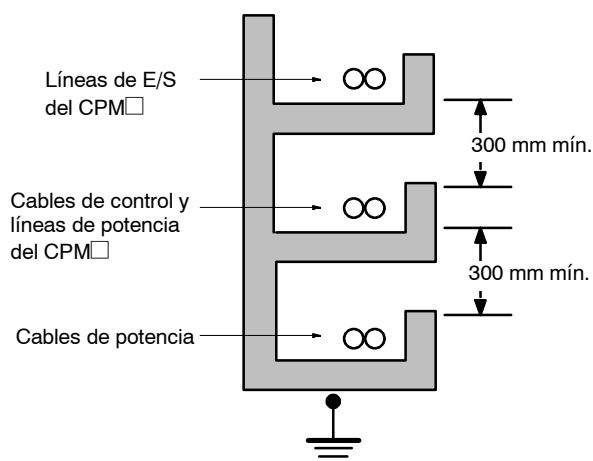 Líneas de E/S
del CPM□
300 mm mín.
Cables de control y
líneas de potencia
del CPM□
300 mm mín.
Cables de potencia